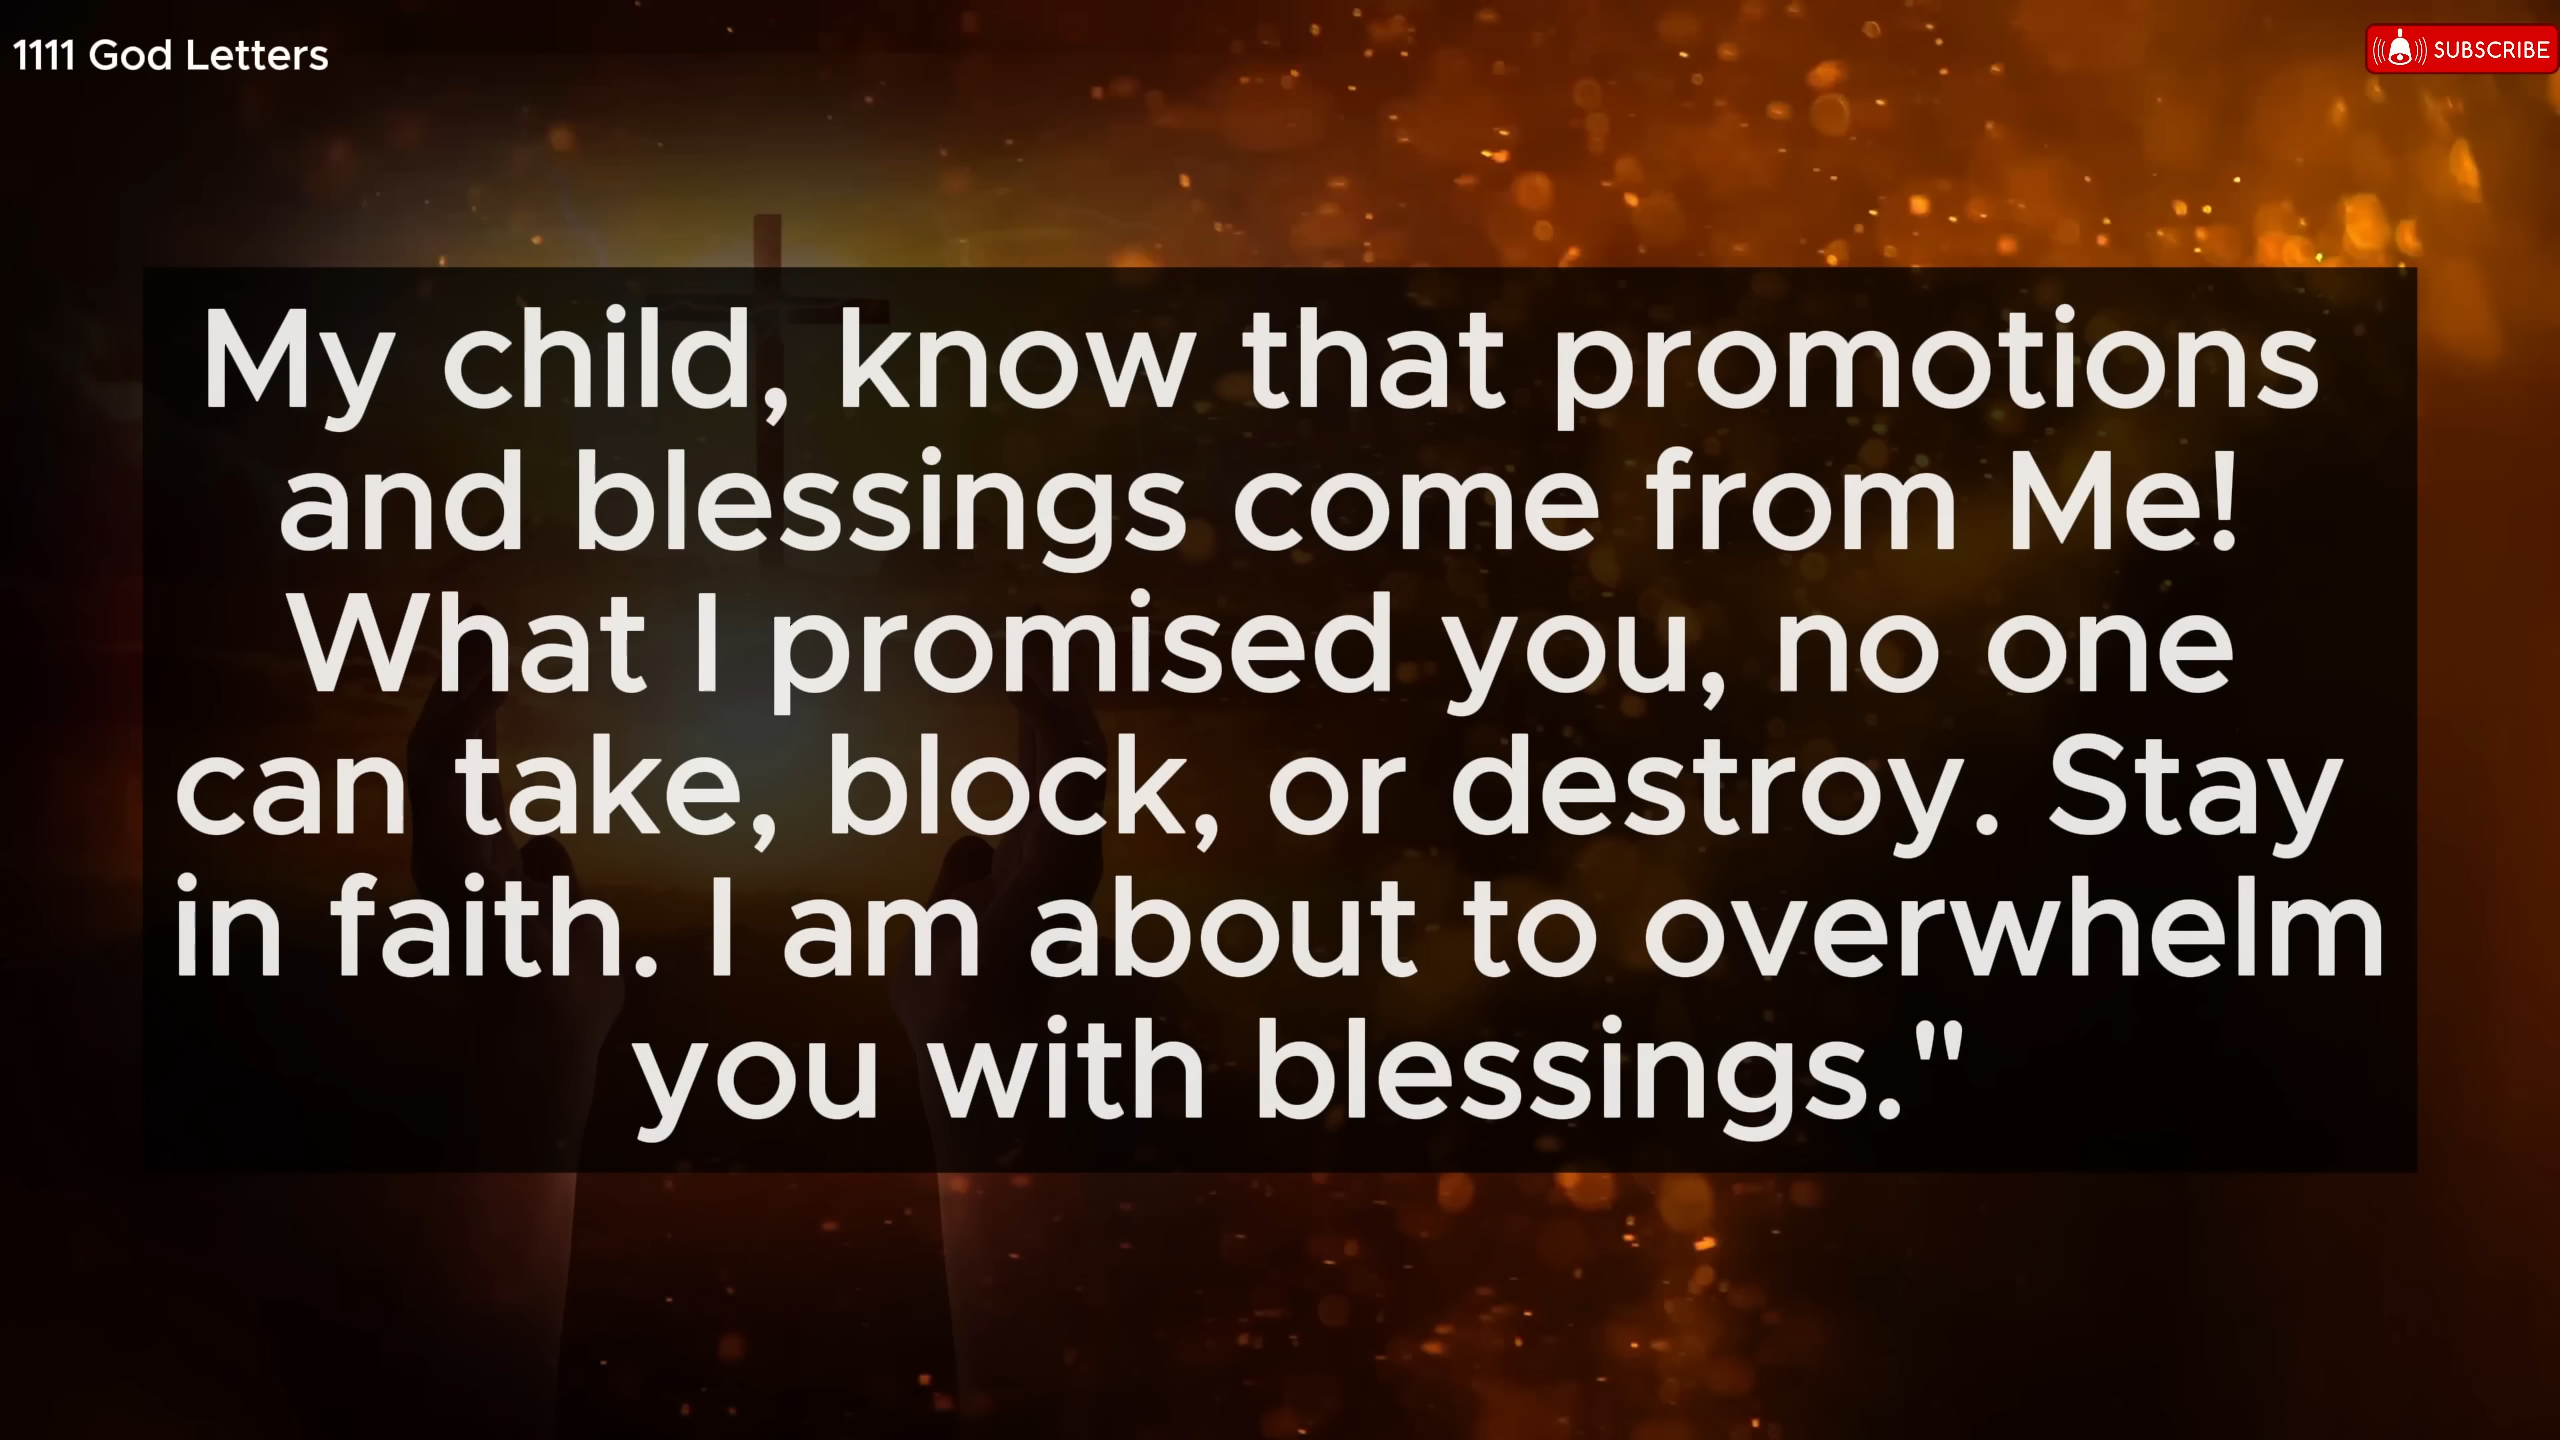 1111 God Letters
SUBSCRIBE
My child, know that promotions
and blessings come from Me!
What I promised you, no one
can take, block, or destroy. Stay
in faith. I am about to overwhelm
you with blessings."